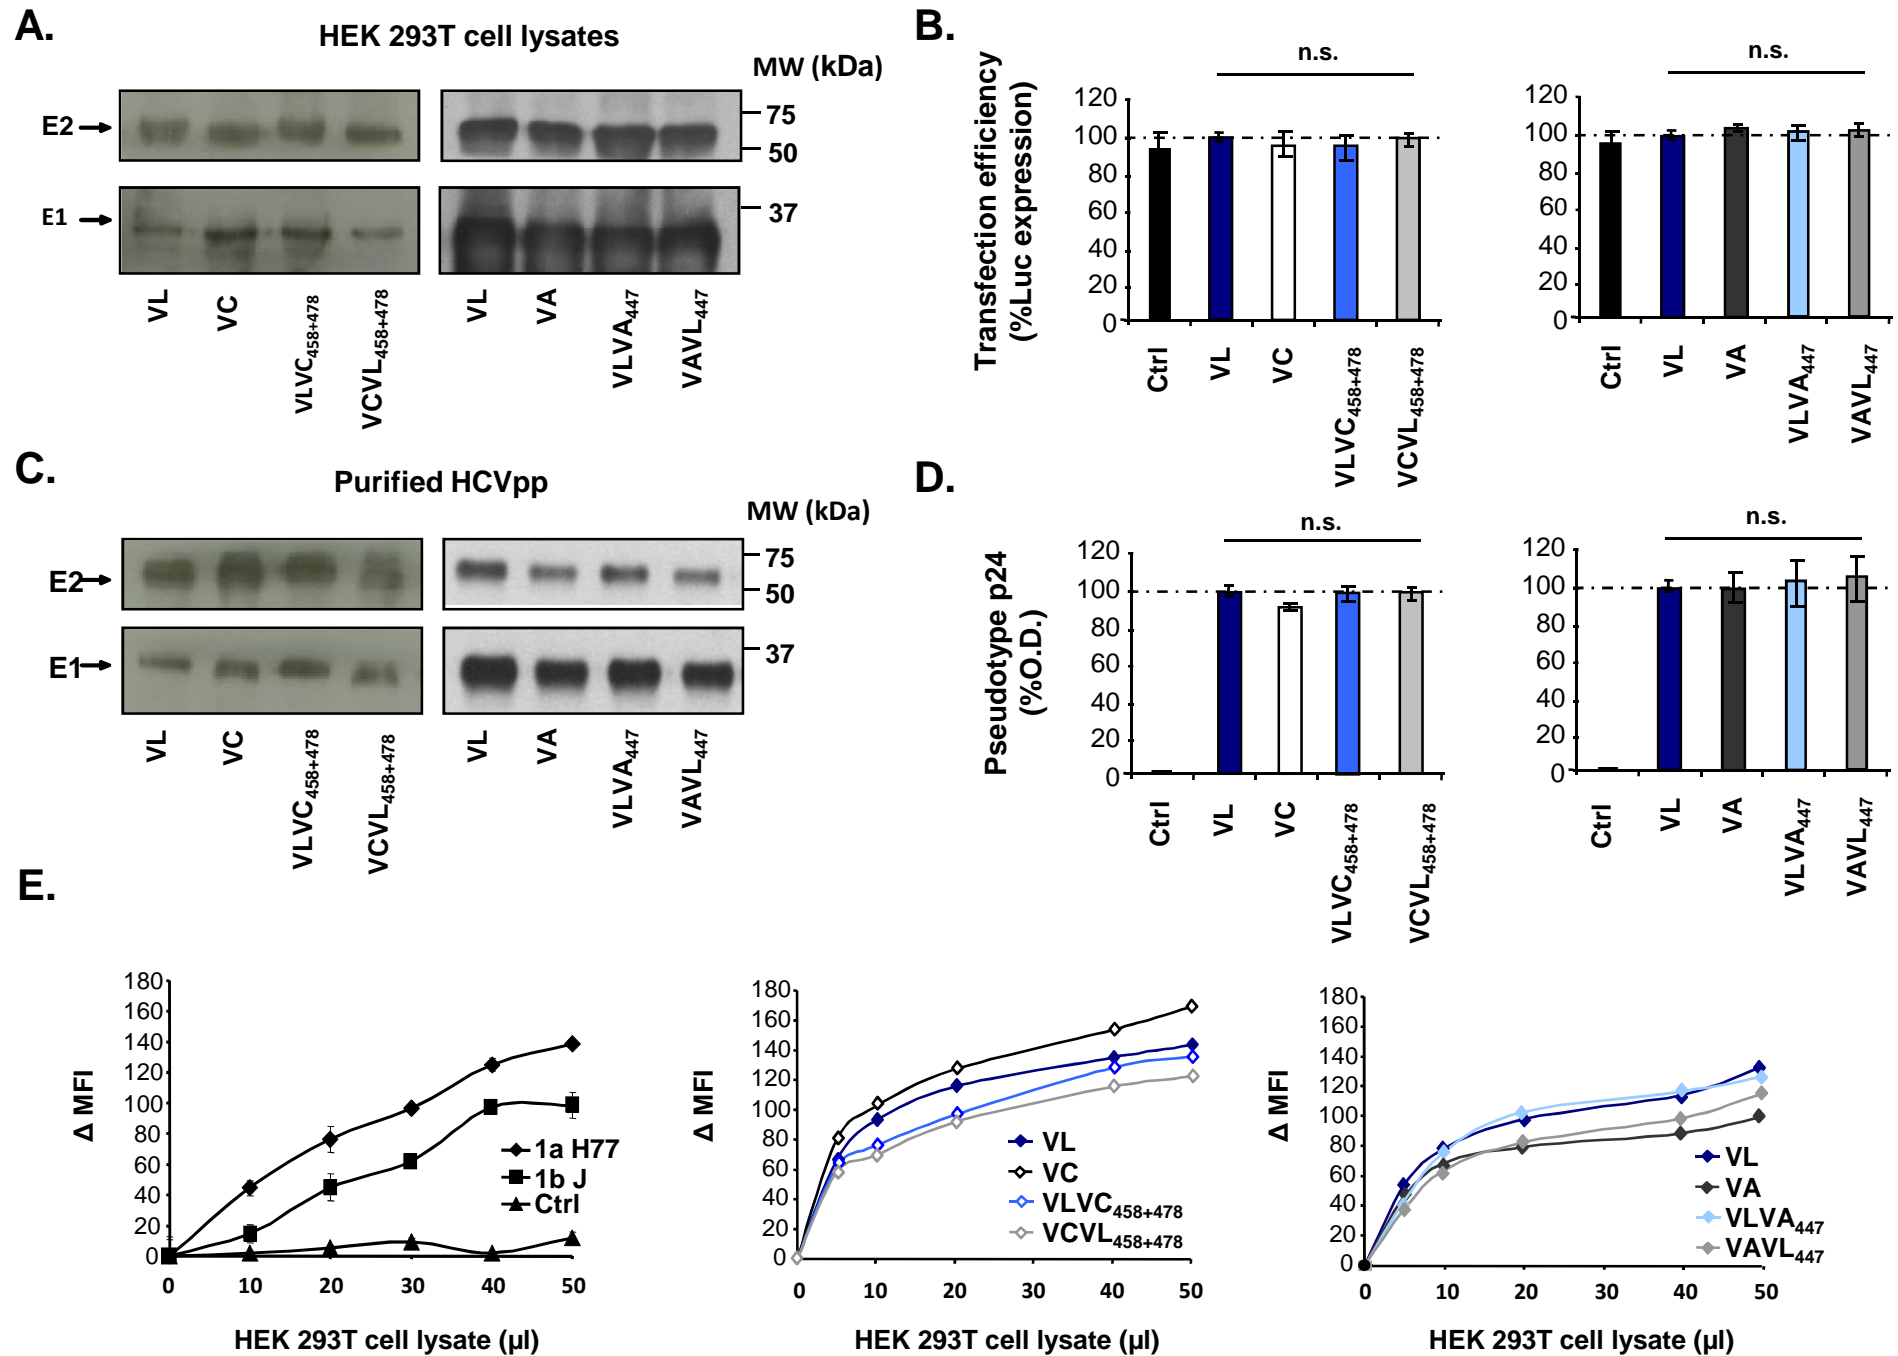 A.
HEK 293T cell lysates
MW (kDa)
E2
75
50
E1
37
VL
VC
VLVC458+478
VCVL458+478
VL
VA
VLVA447
VAVL447
B.
Transfection efficiency
(%Luc expression)
n.s.
120
100
80
60
40
20
0
Ctrl
VL
VC
VLVC458+478
VCVL458+478
n.s.
120
100
80
60
40
20
0
Ctrl
VL
VA
VLVA447
VAVL447
C.
Purified HCVpp
MW (kDa)
E2
75
50
E1
37
VL
VC
VLVC458+478
VCVL458+478
VL
VA
VLVA447
VAVL447
D.
Pseudotype p24
(%O.D.)
n.s.
120
100
80
60
40
20
0
Ctrl
VL
VC
VLVC458+478
VCVL458+478
n.s.
120
100
80
60
40
20
0
Ctrl
VL
VA
VLVA447
VAVL447
E.
Δ MFI
180
160
140
120
100
80
60
40
20
0
1a H77
1b J
Ctrl
0 10 20 30 40 50
HEK 293T cell lysate (µl)
Δ MFI
180
160
140
120
100
80
60
40
20
0
VL
VC
VLVC458+478
VCVL458+478
0 10 20 30 40 50
HEK 293T cell lysate (µl)
Δ MFI
180
160
140
120
100
80
60
40
20
0
VL
VA
VLVA447
VAVL447
0 10 20 30 40 50
HEK 293T cell lysate (µl)